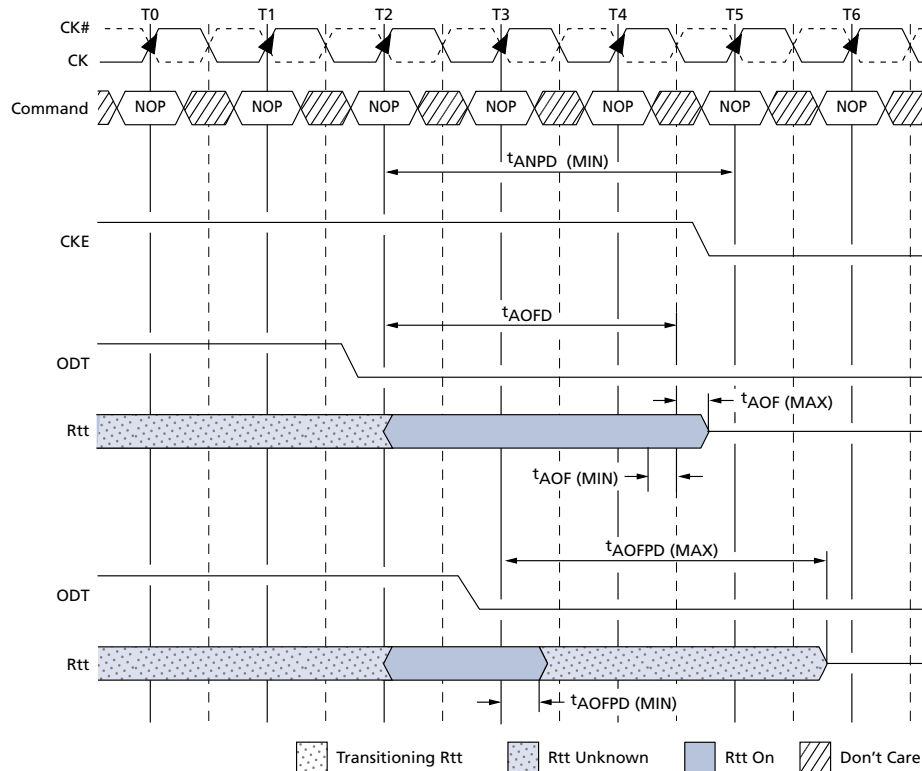 T0 T1 T2 T3 T4 T5 T6
CK#
CK
Command NOP NOP NOP NOP NOP NOP NOP
tANPD (MIN)
CKE
tAOFD
ODT
tAOF (MAX)
Rtt
tAOF (MIN)
tAOFPD (MAX)
ODT
Rtt
tAOFPD (MIN)
Transitioning Rtt Rtt Unknown Rtt On Don't Care